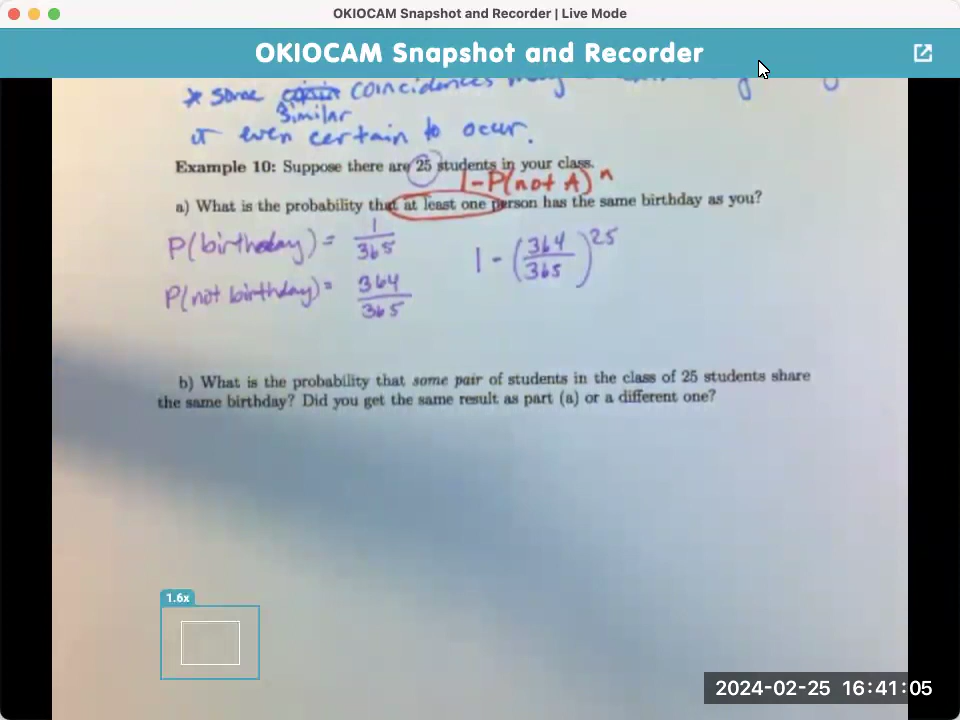 OKIOCAM Snapshot and Recorder | Live Mode
OKIOCAM Snapshot and Recorder
* some coincidences
similar
or even certain to occur.
Example 10: Suppose there are 25 students in your class.
1-P(not A)^n
a) What is the probability that at least one person has the same birthday as you?
P(birthday) = 1/365
1 - (364/365)^25
P(not birthday) = 364/365
b) What is the probability that some pair of students in the class of 25 students share
the same birthday? Did you get the same result as part (a) or a different one?
1.6x
2024-02-25 16:41:05